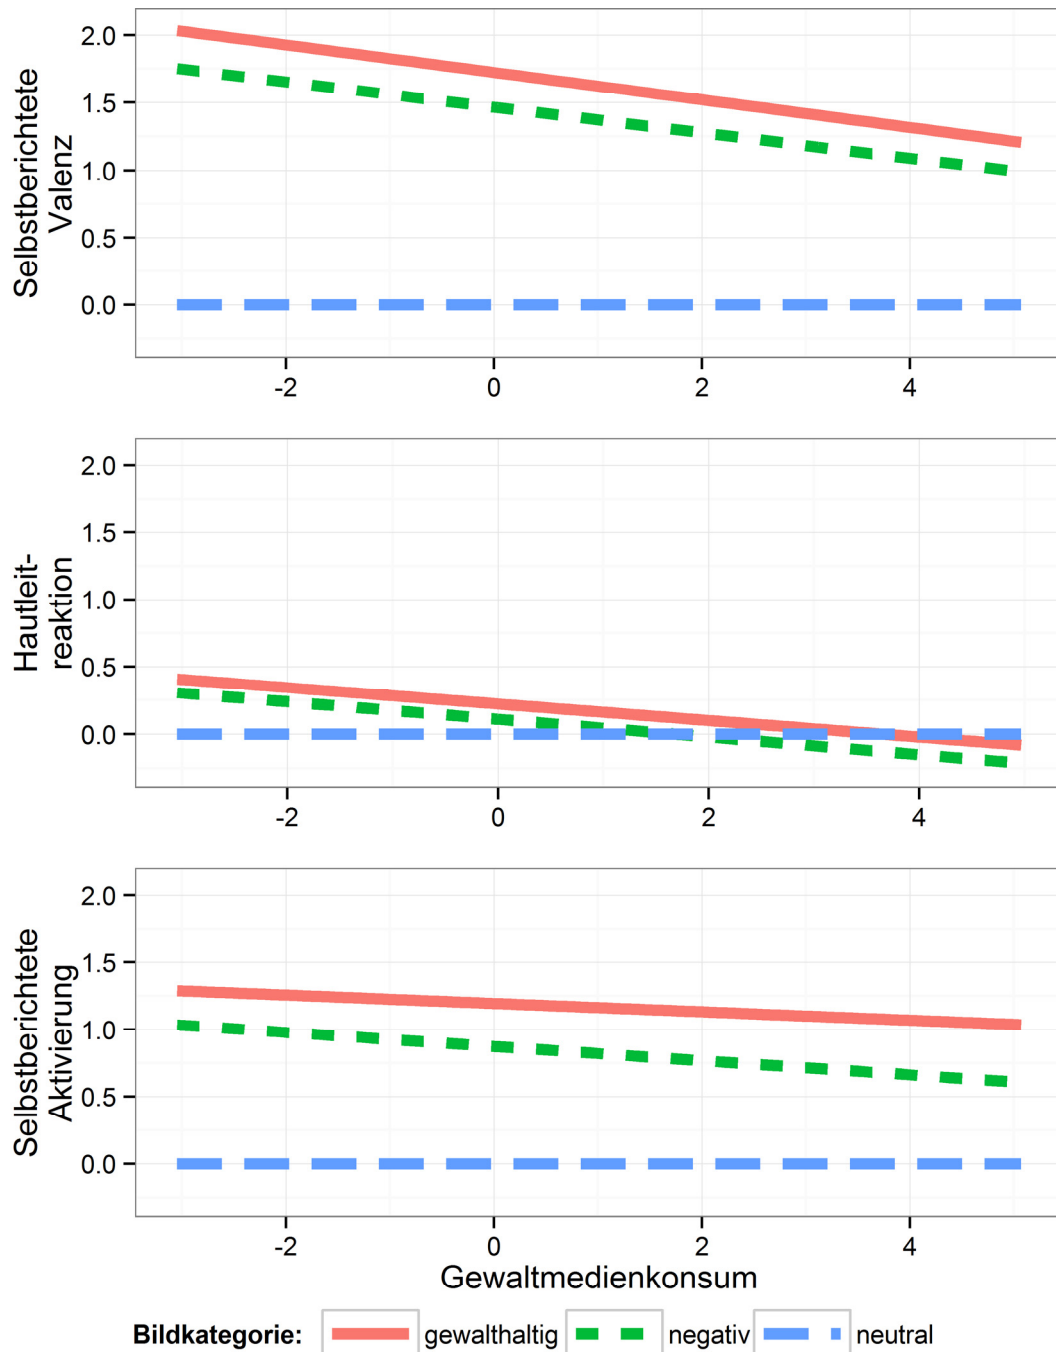 Selbstberichtete
Valenz
2.0
1.5
1.0
0.5
0.0
-2 0 2 4
Hautleit-
reaktion
2.0
1.5
1.0
0.5
0.0
-2 0 2 4
Selbstberichtete
Aktivierung
2.0
1.5
1.0
0.5
0.0
-2 0 2 4
Gewaltmedienkonsum
Bildkategorie: gewalthaltig negativ neutral